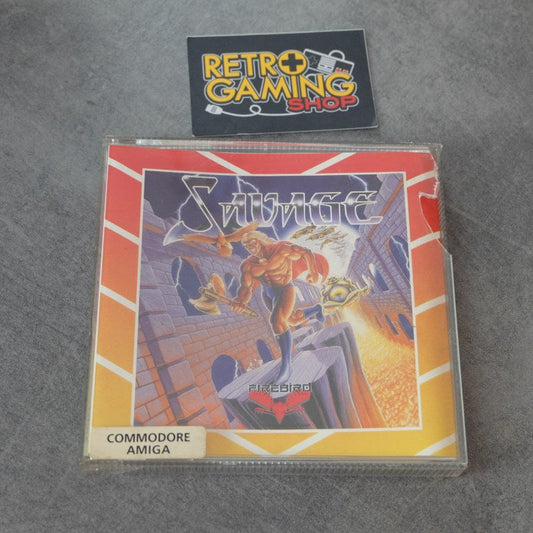 RETRO
GAMING
SHOP
SAVAGE
FIREBIRD
COMMODORE
AMIGA